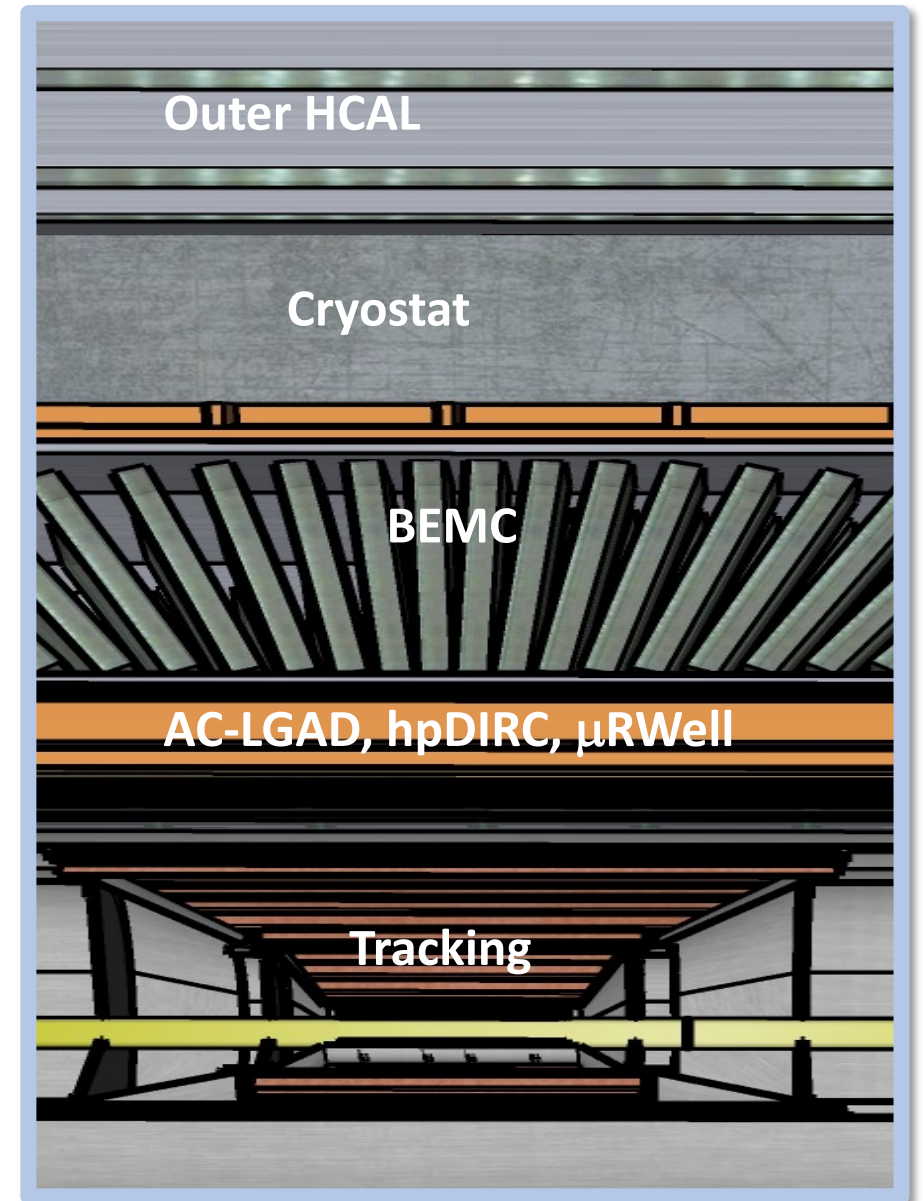 Outer HCAL
Cryostat
BEMC
AC-LGAD, hpDIRC, μRWell
Tracking